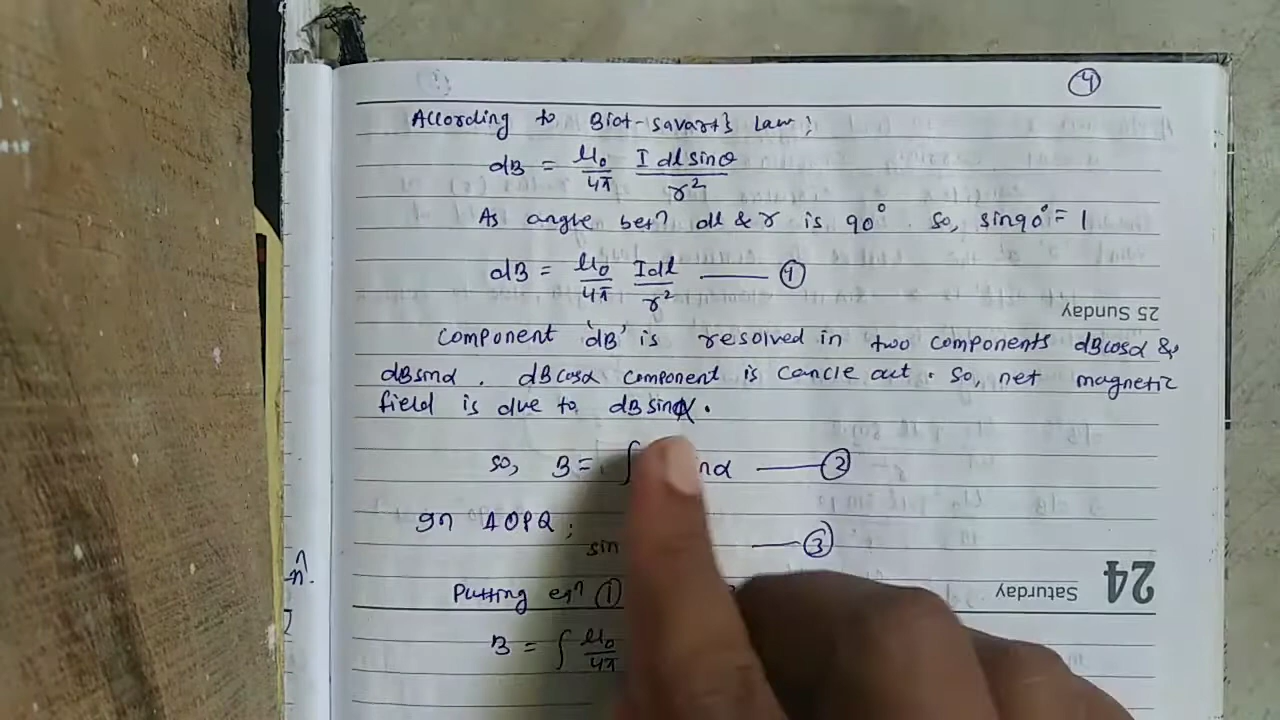 ④
According to Biot-savart's Law;
dB = μ₀/4π I dl sinθ/r²
As angle betⁿ dl & r is 90° so, sin90° = 1
dB = μ₀/4π Idl/r² —— ①
25 Sunday
Component 'dB' is resolved in two components dBcosα &
dBsinα. dBcosα component is cancle out. so, net magnetic
field is due to dBsinα.
so, B = ∫ nα —— ②
In ΔOPQ;
sin —— ③
24 Saturday
Putting eqⁿ ①
B = ∫ μ₀/4π
n̂.